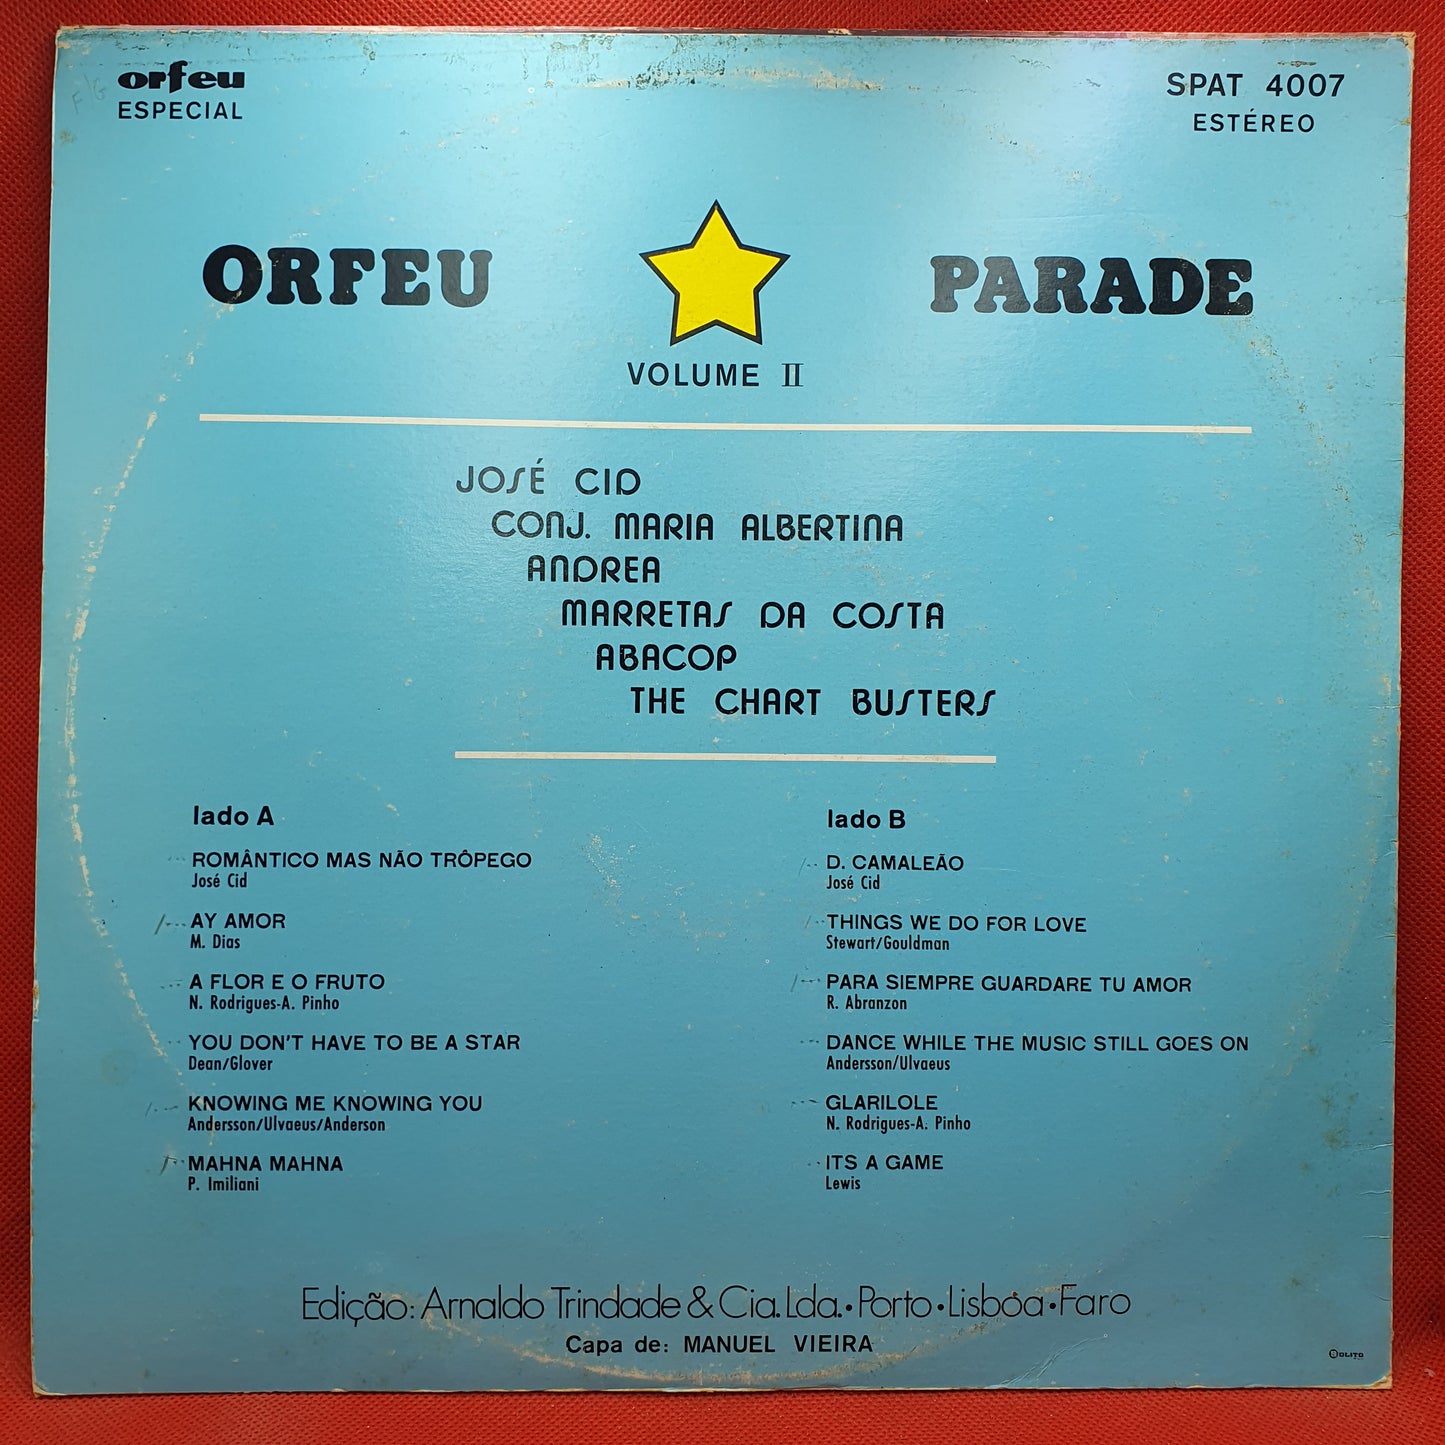 orfeu
ESPECIAL
SPAT 4007
ESTÉREO
F/G
ORFEU PARADE
VOLUME II
JOSÉ CID
CONJ. MARIA ALBERTINA
ANDREA
MARRETAS DA COSTA
ABACOP
THE CHART BUSTERS
lado A
ROMÂNTICO MAS NÃO TRÔPEGO
José Cid
AY AMOR
M. Dias
A FLOR E O FRUTO
N. Rodrigues-A. Pinho
YOU DON'T HAVE TO BE A STAR
Dean/Glover
KNOWING ME KNOWING YOU
Andersson/Ulvaeus/Anderson
MAHNA MAHNA
P. Imiliani
lado B
D. CAMALEÃO
José Cid
THINGS WE DO FOR LOVE
Stewart/Gouldman
PARA SIEMPRE GUARDARE TU AMOR
R. Abranzon
DANCE WHILE THE MUSIC STILL GOES ON
Andersson/Ulvaeus
GLARILOLE
N. Rodrigues-A. Pinho
ITS A GAME
Lewis
Edição: Arnaldo Trindade & Cia. Lda. • Porto • Lisboa • Faro
Capa de: MANUEL VIEIRA